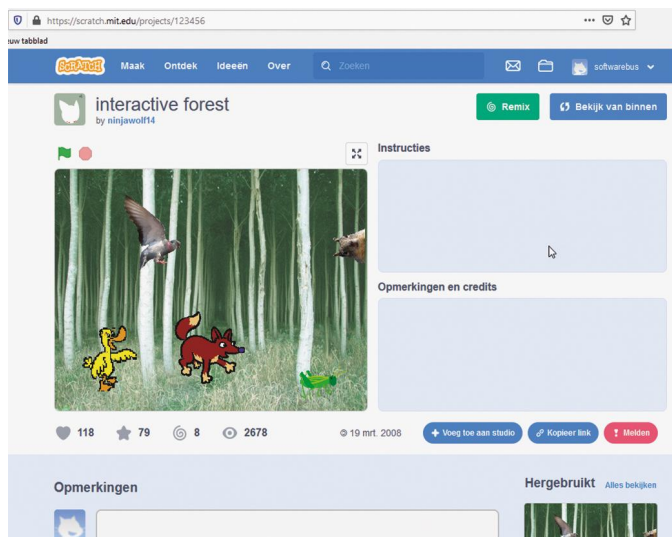 https://scratch.mit.edu/projects/123456
euw tabblad
SCRATCH Maak Ontdek Ideeën Over Zoeken softwarebus
interactive forest
by ninjawolf14
Remix Bekijk van binnen
Instructies
Opmerkingen en credits
118 79 8 2678 © 19 mrt. 2008 Voeg toe aan studio Kopieer link Melden
Opmerkingen
Hergebruikt Alles bekijken